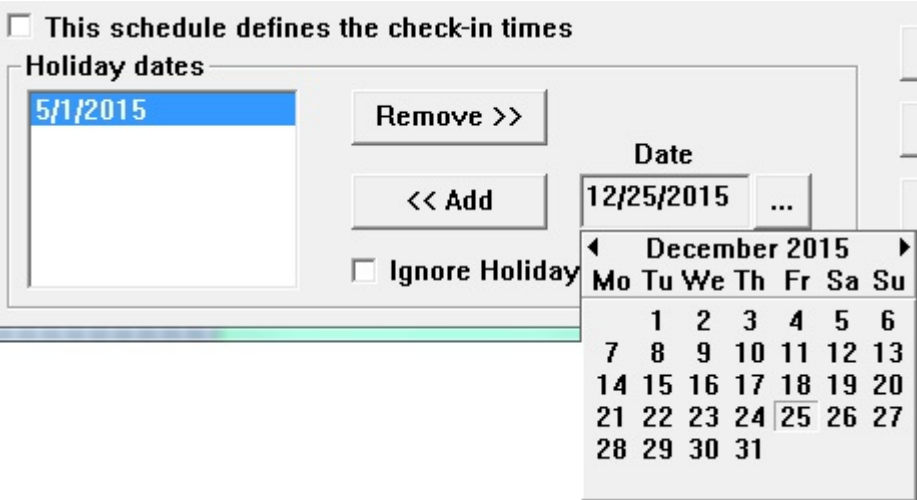 This schedule defines the check-in times
Holiday dates
5/1/2015
Remove >>
Date
<< Add
12/25/2015
...
Ignore Holiday
December 2015
Mo Tu We Th Fr Sa Su
1 2 3 4 5 6
7 8 9 10 11 12 13
14 15 16 17 18 19 20
21 22 23 24 25 26 27
28 29 30 31